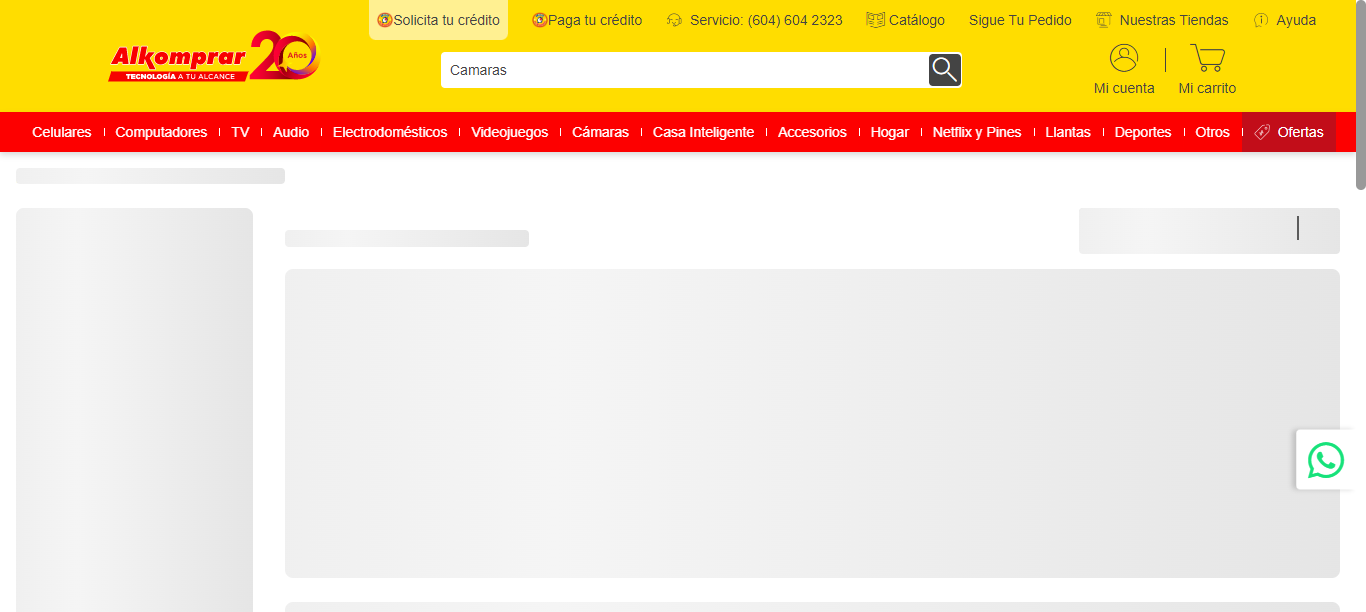 Solicita tu crédito
Paga tu crédito
Servicio: (604) 604 2323
Catálogo
Sigue Tu Pedido
Nuestras Tiendas
Ayuda
Alkomprar 20 Años
TECNOLOGÍA A TU ALCANCE
Camaras
Mi cuenta
Mi carrito
Celulares
Computadores
TV
Audio
Electrodomésticos
Videojuegos
Cámaras
Casa Inteligente
Accesorios
Hogar
Netflix y Pines
Llantas
Deportes
Otros
Ofertas